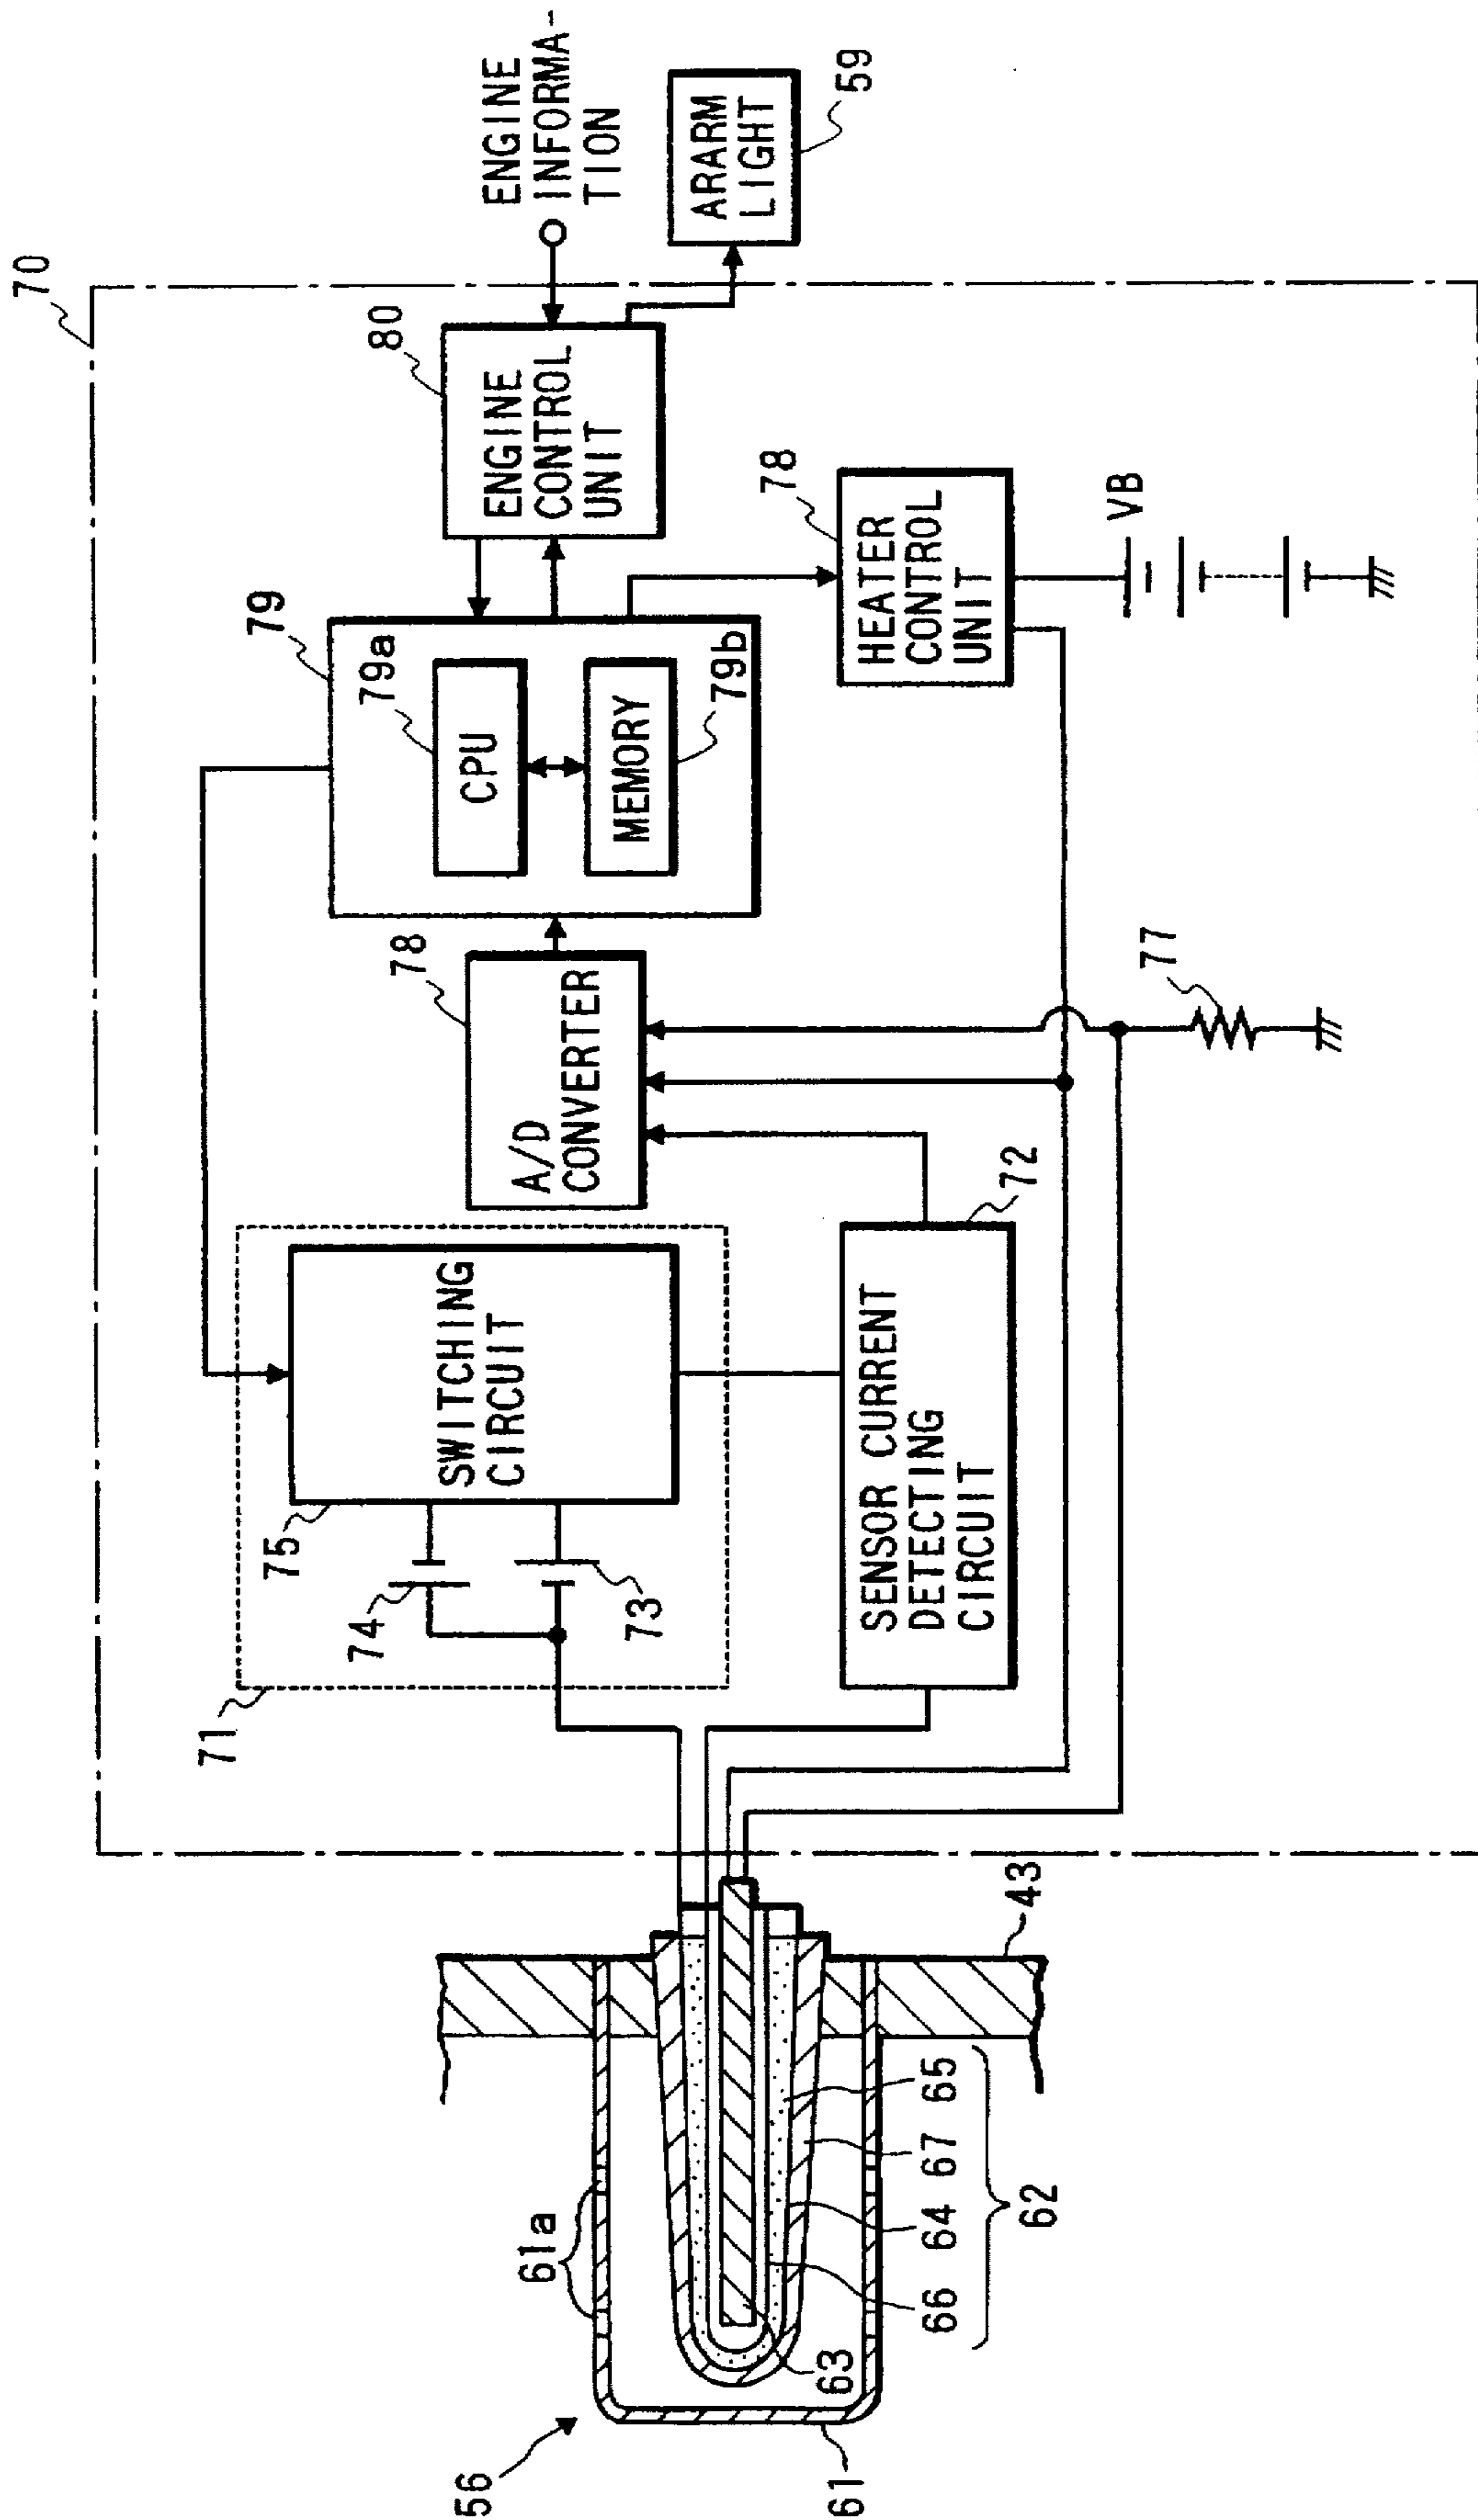 70
ENGINE
INFORMA-
TION
80
ENGINE
CONTROL
UNIT
ARARM
LIGHT
59
79
79a
CPU
MEMORY
79b
78
HEATER
CONTROL
UNIT
VB
78
A/D
CONVERTER
77
71
75
SWITCHING
CIRCUIT
74
73
SENSOR CURRENT
DETECTING
CIRCUIT
72
56
61
61a
63
66
64
67
65
62
43